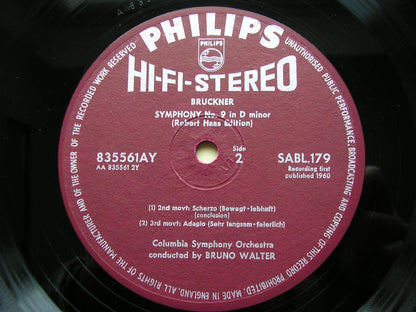 PHILIPS
PHILIPS
HI-FI-STEREO
BRUCKNER
SYMPHONY No. 9 in D minor
(Robert Haas Edition)
835561AY
AA 835561 2Y
Side
2
SABL.179
Recording first
published 1960
(1) 2nd movt: Scherzo (Bewegt-lebhaft)
(conclusion)
(2) 3rd movt: Adagio (Sehr langsam-feierlich)
Columbia Symphony Orchestra
conducted by BRUNO WALTER
ALL RIGHTS OF THE MANUFACTURER AND OF THE OWNER OF THE RECORDED WORK RESERVED
UNAUTHORISED PUBLIC PERFORMANCE, BROADCASTING AND COPYING OF THIS RECORD PROHIBITED. MADE IN ENGLAND.